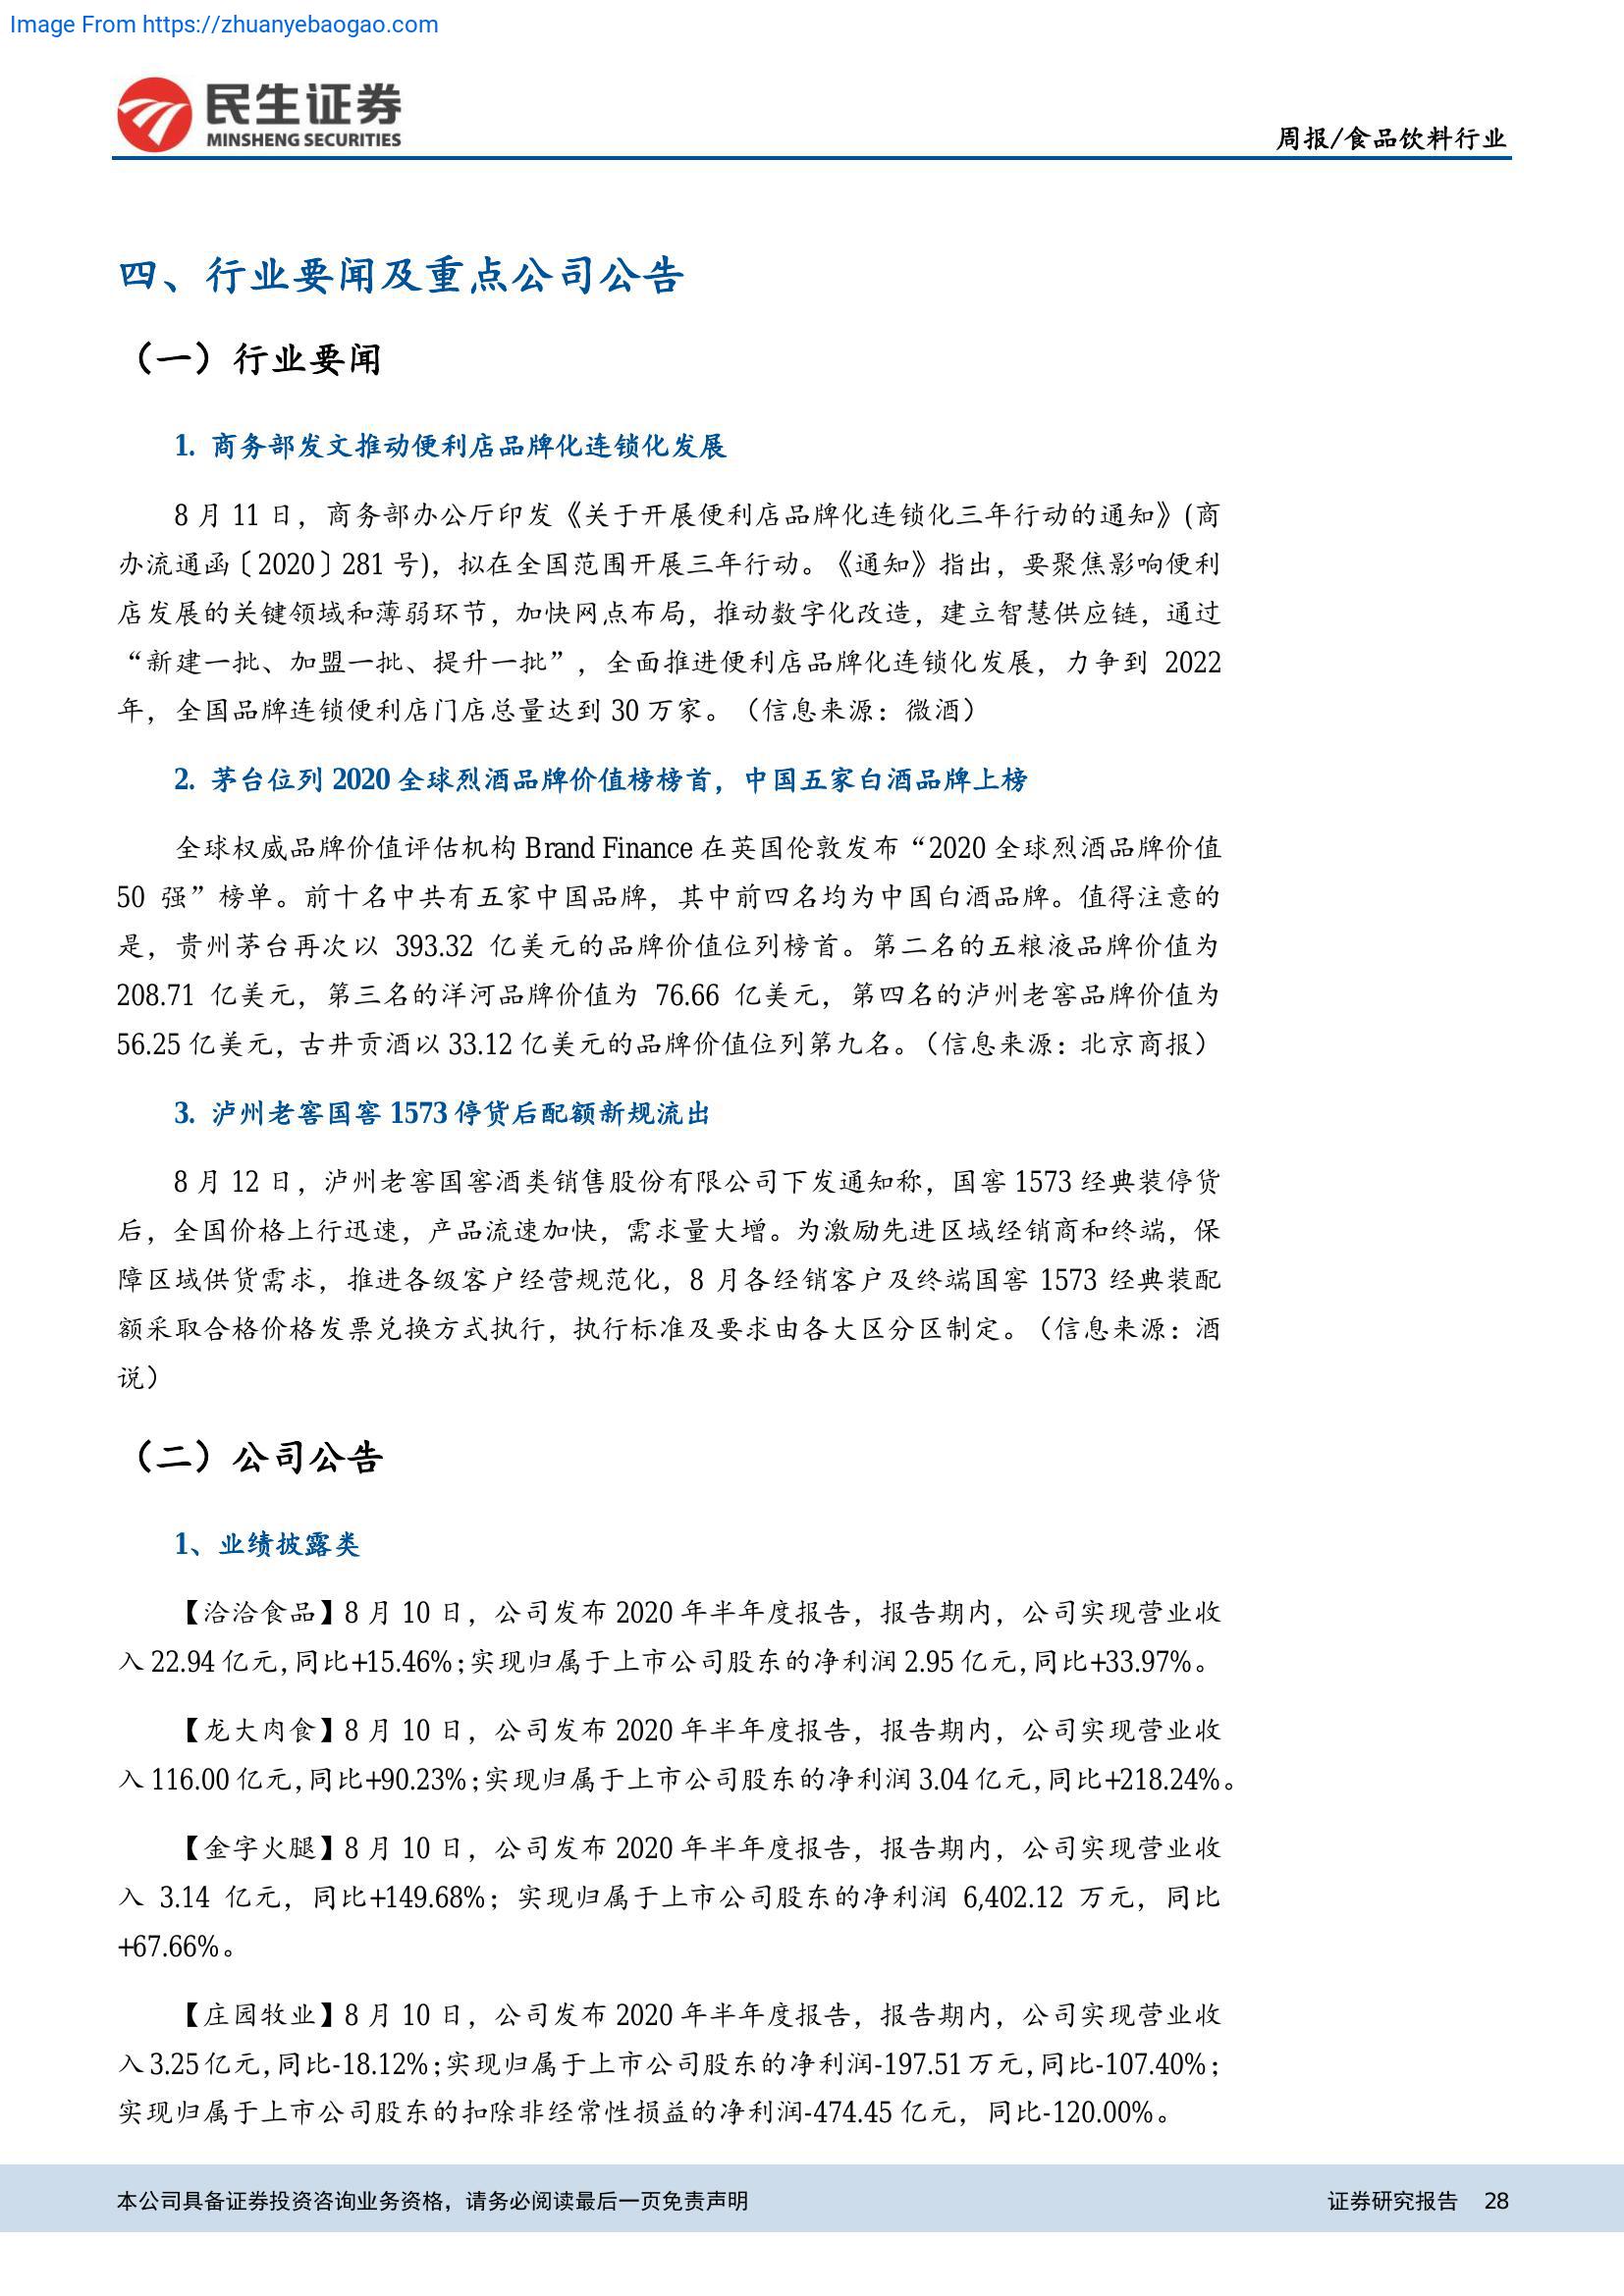 Image From https://zhuanyebaogao.com
民生证券
MINSHENG SECURITIES
周报/食品饮料行业
四、行业要闻及重点公司公告
（一）行业要闻
1. 商务部发文推动便利店品牌化连锁化发展
8 月 11 日，商务部办公厅印发《关于开展便利店品牌化连锁化三年行动的通知》(商
办流通函〔2020〕281 号)，拟在全国范围开展三年行动。《通知》指出，要聚焦影响便利
店发展的关键领域和薄弱环节，加快网点布局，推动数字化改造，建立智慧供应链，通过
“新建一批、加盟一批、提升一批”，全面推进便利店品牌化连锁化发展，力争到 2022
年，全国品牌连锁便利店门店总量达到 30 万家。（信息来源：微酒）
2. 茅台位列 2020 全球烈酒品牌价值榜榜首，中国五家白酒品牌上榜
全球权威品牌价值评估机构 Brand Finance 在英国伦敦发布“2020 全球烈酒品牌价值
50 强”榜单。前十名中共有五家中国品牌，其中前四名均为中国白酒品牌。值得注意的
是，贵州茅台再次以 393.32 亿美元的品牌价值位列榜首。第二名的五粮液品牌价值为
208.71 亿美元，第三名的洋河品牌价值为 76.66 亿美元，第四名的泸州老窖品牌价值为
56.25 亿美元，古井贡酒以 33.12 亿美元的品牌价值位列第九名。（信息来源：北京商报）
3. 泸州老窖国窖 1573 停货后配额新规流出
8 月 12 日，泸州老窖国窖酒类销售股份有限公司下发通知称，国窖 1573 经典装停货
后，全国价格上行迅速，产品流速加快，需求量大增。为激励先进区域经销商和终端，保
障区域供货需求，推进各级客户经营规范化，8 月各经销客户及终端国窖 1573 经典装配
额采取合格价格发票兑换方式执行，执行标准及要求由各大区分区制定。（信息来源：酒
说）
（二）公司公告
1、业绩披露类
【洽洽食品】8 月 10 日，公司发布 2020 年半年度报告，报告期内，公司实现营业收
入 22.94 亿元，同比+15.46%；实现归属于上市公司股东的净利润 2.95 亿元，同比+33.97%。
【龙大肉食】8 月 10 日，公司发布 2020 年半年度报告，报告期内，公司实现营业收
入 116.00 亿元，同比+90.23%；实现归属于上市公司股东的净利润 3.04 亿元，同比+218.24%。
【金字火腿】8 月 10 日，公司发布 2020 年半年度报告，报告期内，公司实现营业收
入 3.14 亿元，同比+149.68%；实现归属于上市公司股东的净利润 6,402.12 万元，同比
+67.66%。
【庄园牧业】8 月 10 日，公司发布 2020 年半年度报告，报告期内，公司实现营业收
入 3.25 亿元，同比-18.12%；实现归属于上市公司股东的净利润-197.51 万元，同比-107.40%；
实现归属于上市公司股东的扣除非经常性损益的净利润-474.45 亿元，同比-120.00%。
本公司具备证券投资咨询业务资格，请务必阅读最后一页免责声明
证券研究报告 28